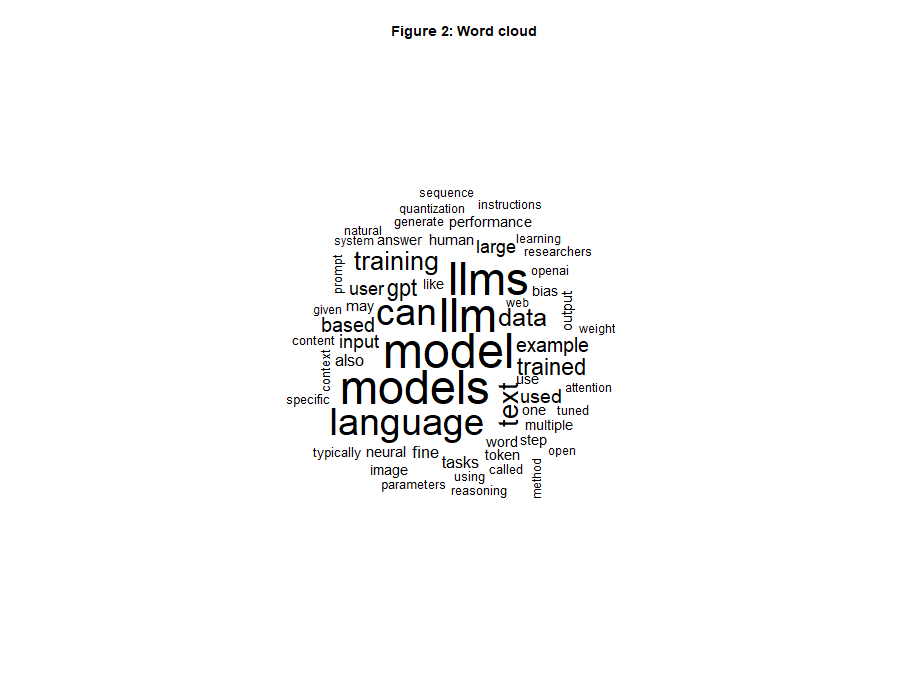 Figure 2: Word cloud
sequence
quantization instructions
generate performance
natural
system answer human large learning
researchers
training llms openai
prompt
user gpt like web bias output
given may can llm data weight
based
content input model example
context also trained
models text use attention
specific used
language one tuned
multiple
word step
typically neural fine token open
image tasks called
using method
parameters reasoning